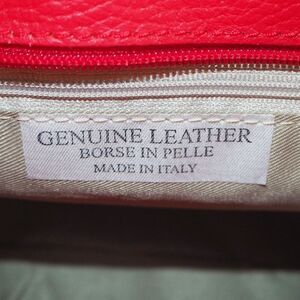 GENUINE LEATHER
BORSE IN PELLE
MADE IN ITALY